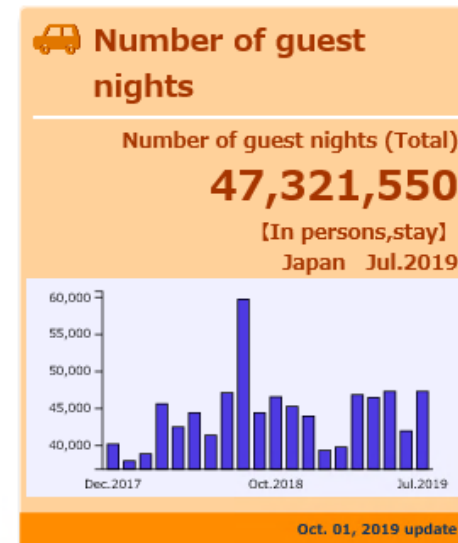 Number of guest
nights
Number of guest nights (Total)
47,321,550
【In persons,stay】
Japan Jul.2019
60,000
55,000
50,000
45,000
40,000
Dec.2017 Oct.2018 Jul.2019
Oct. 01, 2019 update